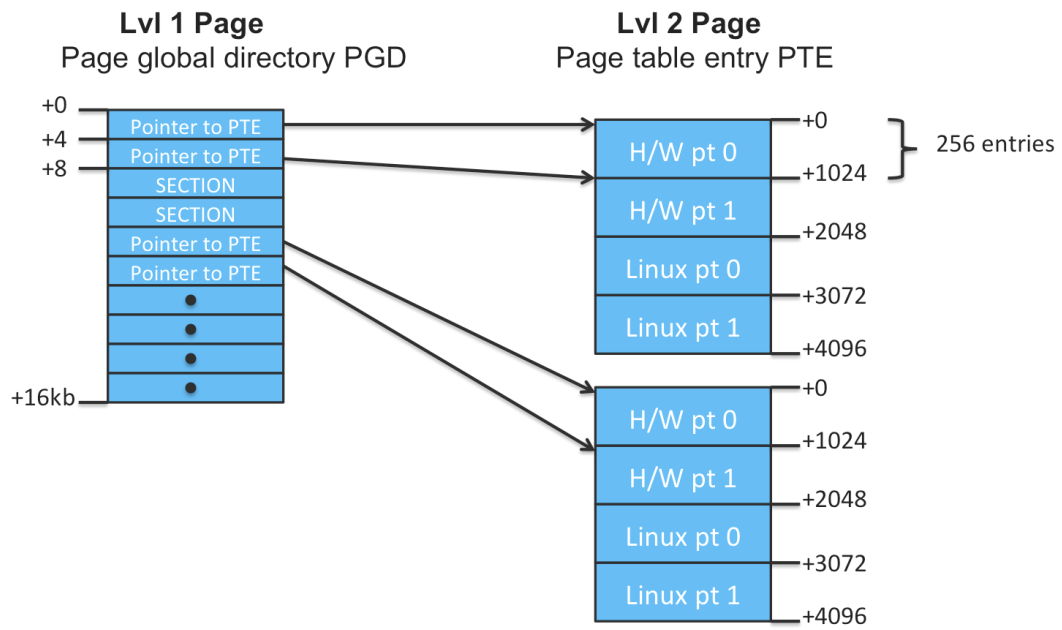 Lvl 1 Page
Page global directory PGD
+0
+4
+8
+16kb
Pointer to PTE
Pointer to PTE
SECTION
SECTION
Pointer to PTE
Pointer to PTE
Lvl 2 Page
Page table entry PTE
H/W pt 0
H/W pt 1
Linux pt 0
Linux pt 1
+0
+1024
+2048
+3072
+4096
256 entries
H/W pt 0
H/W pt 1
Linux pt 0
Linux pt 1
+0
+1024
+2048
+3072
+4096